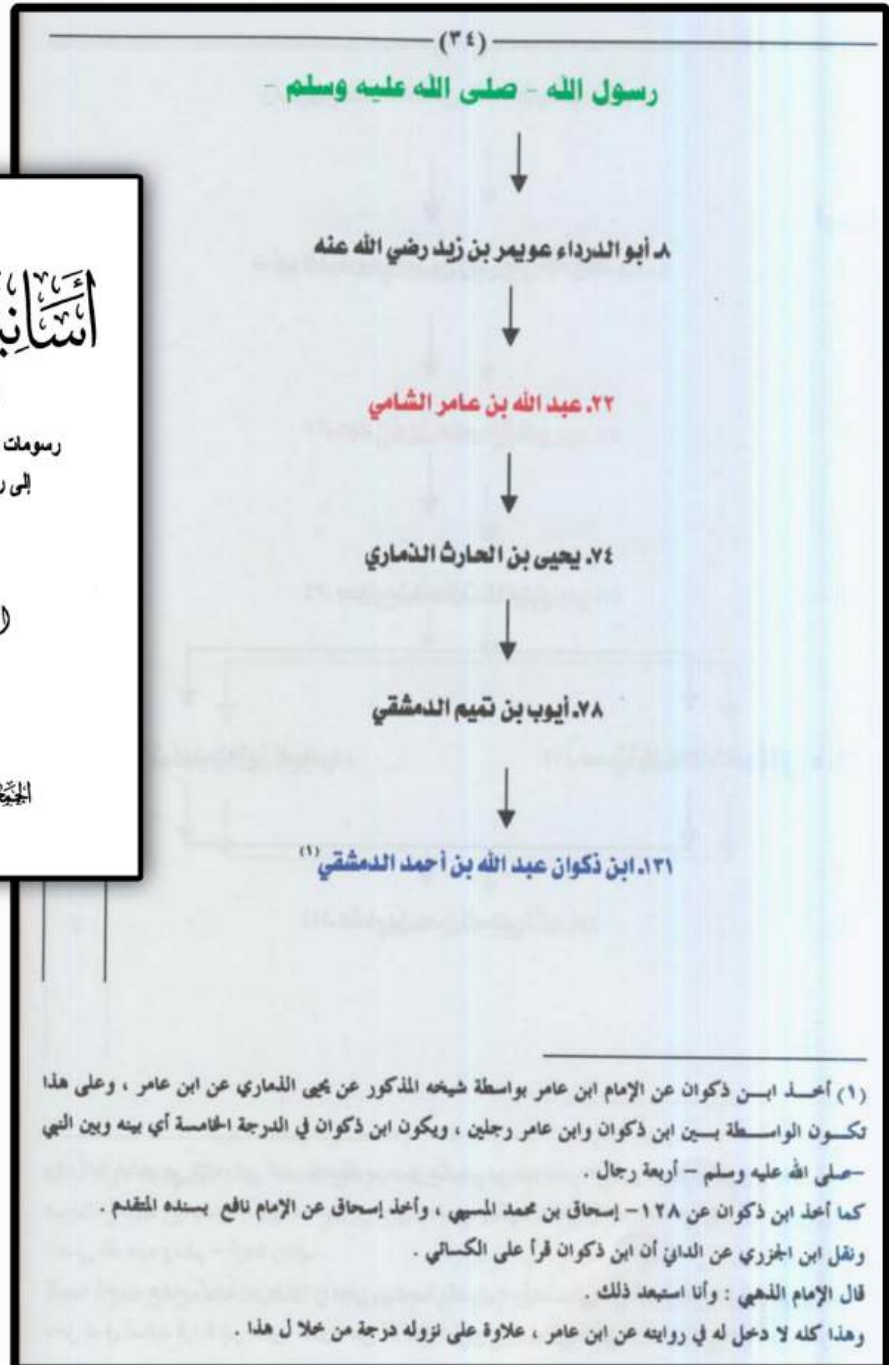 (٣٤)
رسول الله - صلى الله عليه وسلم -
٨. أبو الدرداء عويمر بن زيد رضي الله عنه
٢٢. عبد الله بن عامر الشامي
٧٤. يحيى بن الحارث الذماري
٧٨. أيوب بن تميم الدمشقي
١٣١. ابن ذكوان عبد الله بن أحمد الدمشقي (١)
(١) أخذ ابن ذكوان عن الإمام ابن عامر بواسطة شيخه المذكور عن يحيى الذماري عن ابن عامر ، وعلى هذا
تكون الواسطة بين ابن ذكوان وابن عامر رجلين ، ويكون ابن ذكوان في الدرجة الخامسة أي بينه وبين النبي
-صلى الله عليه وسلم - أربعة رجال .
كما أخذ ابن ذكوان عن ١٢٨- إسحاق بن محمد المسيبي ، وأخذ إسحاق عن الإمام نافع بسنده المتقدم .
ونقل ابن الجزري عن الداني أن ابن ذكوان قرأ على الكسائي .
قال الإمام الذهبي : وأنا استبعد ذلك .
وهذا كله لا دخل له في روايته عن ابن عامر ، علاوة على نزوله درجة من خلا ل هذا .
رسومات